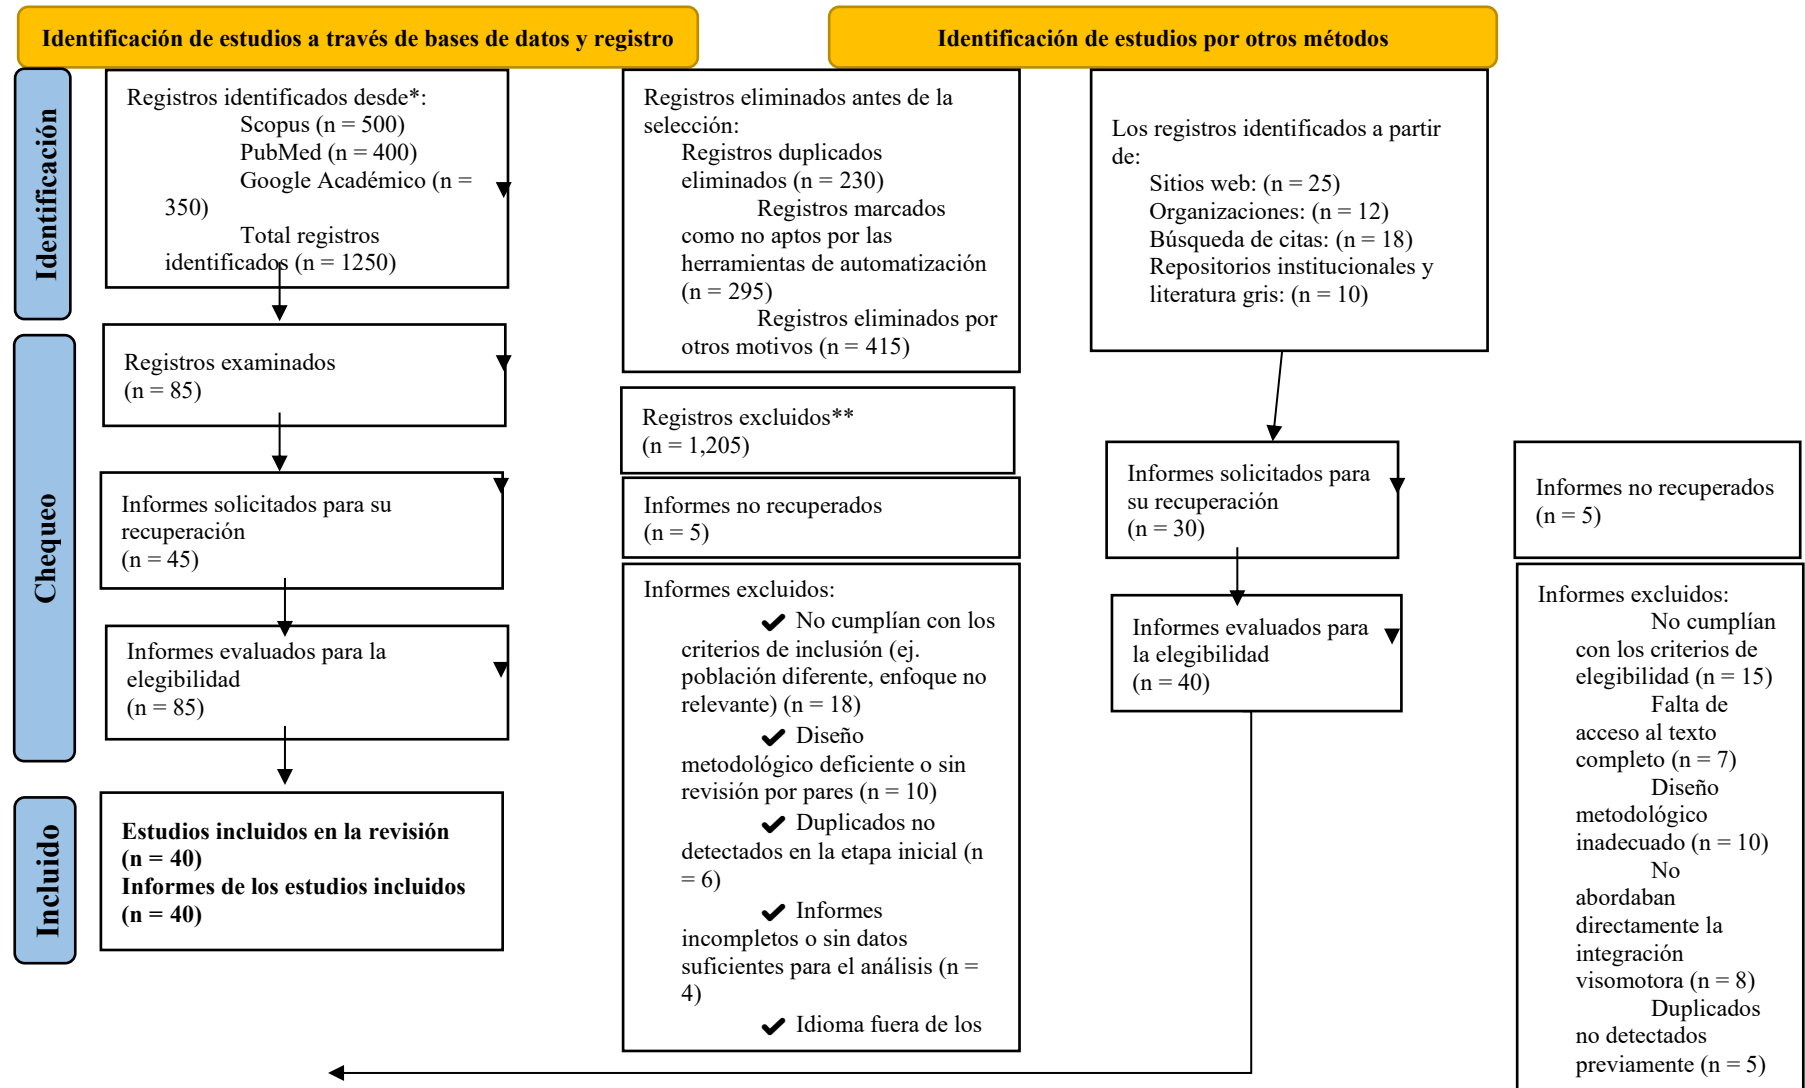 Identificación de estudios a través de bases de datos y registro
Identificación de estudios por otros métodos
Identificación
Registros identificados desde*:
Scopus (n = 500)
PubMed (n = 400)
Google Académico (n =
350)
Total registros
identificados (n = 1250)
Registros eliminados antes de la
selección:
Registros duplicados
eliminados (n = 230)
Registros marcados
como no aptos por las
herramientas de automatización
(n = 295)
Registros eliminados por
otros motivos (n = 415)
Los registros identificados a partir
de:
Sitios web: (n = 25)
Organizaciones: (n = 12)
Búsqueda de citas: (n = 18)
Repositorios institucionales y
literatura gris: (n = 10)
Chequeo
Registros examinados
(n = 85)
Registros excluidos**
(n = 1,205)
Informes solicitados para su
recuperación
(n = 45)
Informes no recuperados
(n = 5)
Informes solicitados para
su recuperación
(n = 30)
Informes no recuperados
(n = 5)
Informes evaluados para la
elegibilidad
(n = 85)
Informes excluidos:
✔ No cumplían con los
criterios de inclusión (ej.
población diferente, enfoque no
relevante) (n = 18)
✔ Diseño
metodológico deficiente o sin
revisión por pares (n = 10)
✔ Duplicados no
detectados en la etapa inicial (n
= 6)
✔ Informes
incompletos o sin datos
suficientes para el análisis (n =
4)
✔ Idioma fuera de los
Informes evaluados para
la elegibilidad
(n = 40)
Informes excluidos:
No cumplían
con los criterios de
elegibilidad (n = 15)
Falta de
acceso al texto
completo (n = 7)
Diseño
metodológico
inadecuado (n = 10)
No
abordaban
directamente la
integración
visomotora (n = 8)
Duplicados
no detectados
previamente (n = 5)
Incluido
Estudios incluidos en la revisión
(n = 40)
Informes de los estudios incluidos
(n = 40)